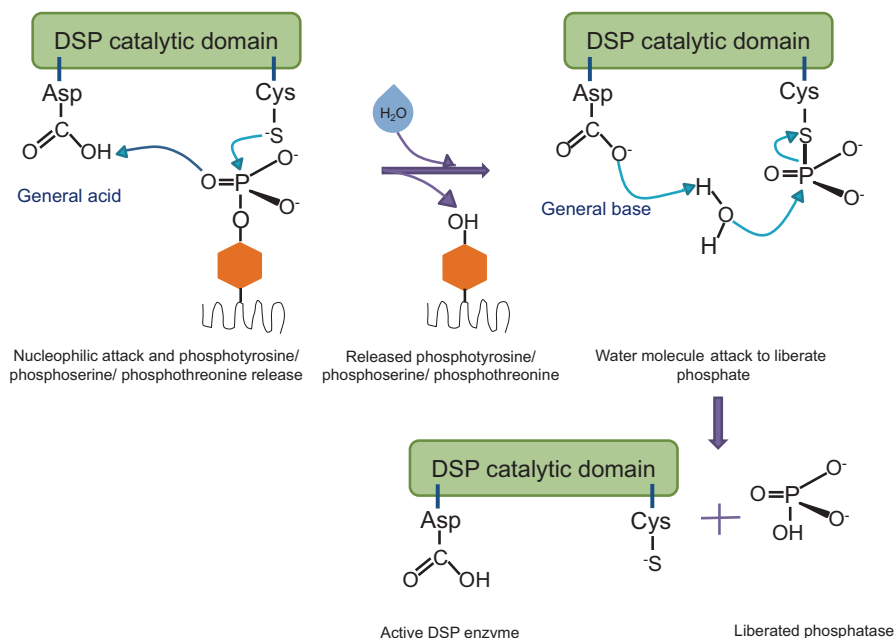 DSP catalytic domain
Asp
Cys
C
O
OH
-S
O=P
O-
O-
O
General acid
Nucleophilic attack and phosphotyrosine/
phosphoserine/ phosphothreonine release
H₂O
OH
Released phosphotyrosine/
phosphoserine/ phosphothreonine
DSP catalytic domain
Asp
Cys
C
O
O-
S
O=P
O-
O-
General base
H
O
H
Water molecule attack to liberate
phosphate
DSP catalytic domain
Asp
Cys
C
O
OH
-S
+
O=P
O-
O-
OH
Active DSP enzyme
Liberated phosphatase